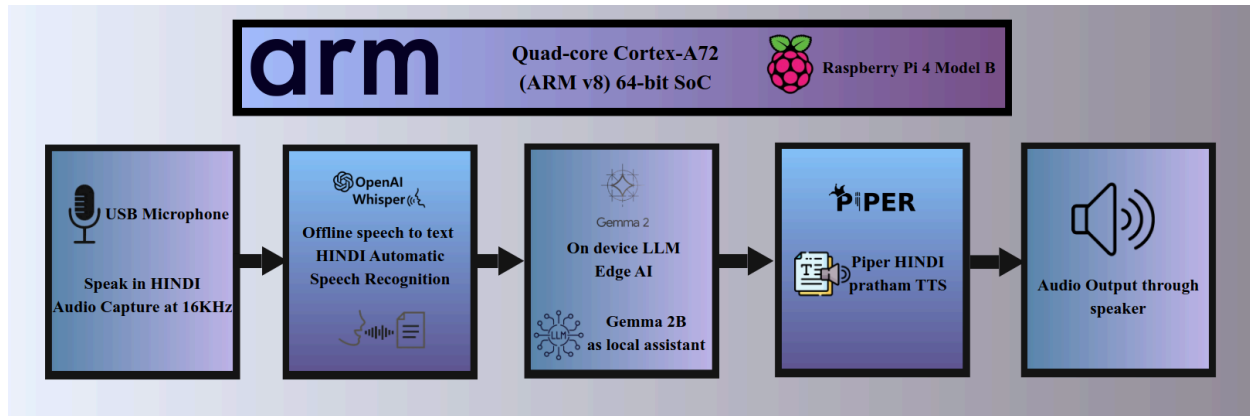 arm
Quad-core Cortex-A72
(ARM v8) 64-bit SoC
Raspberry Pi 4 Model B
USB Microphone
Speak in HINDI
Audio Capture at 16KHz
OpenAI
Whisper
Offline speech to text
HINDI Automatic
Speech Recognition
Gemma 2
On device LLM
Edge AI
LLM
Gemma 2B
as local assistant
PIPER
T
Piper HINDI
pratham TTS
Audio Output through
speaker